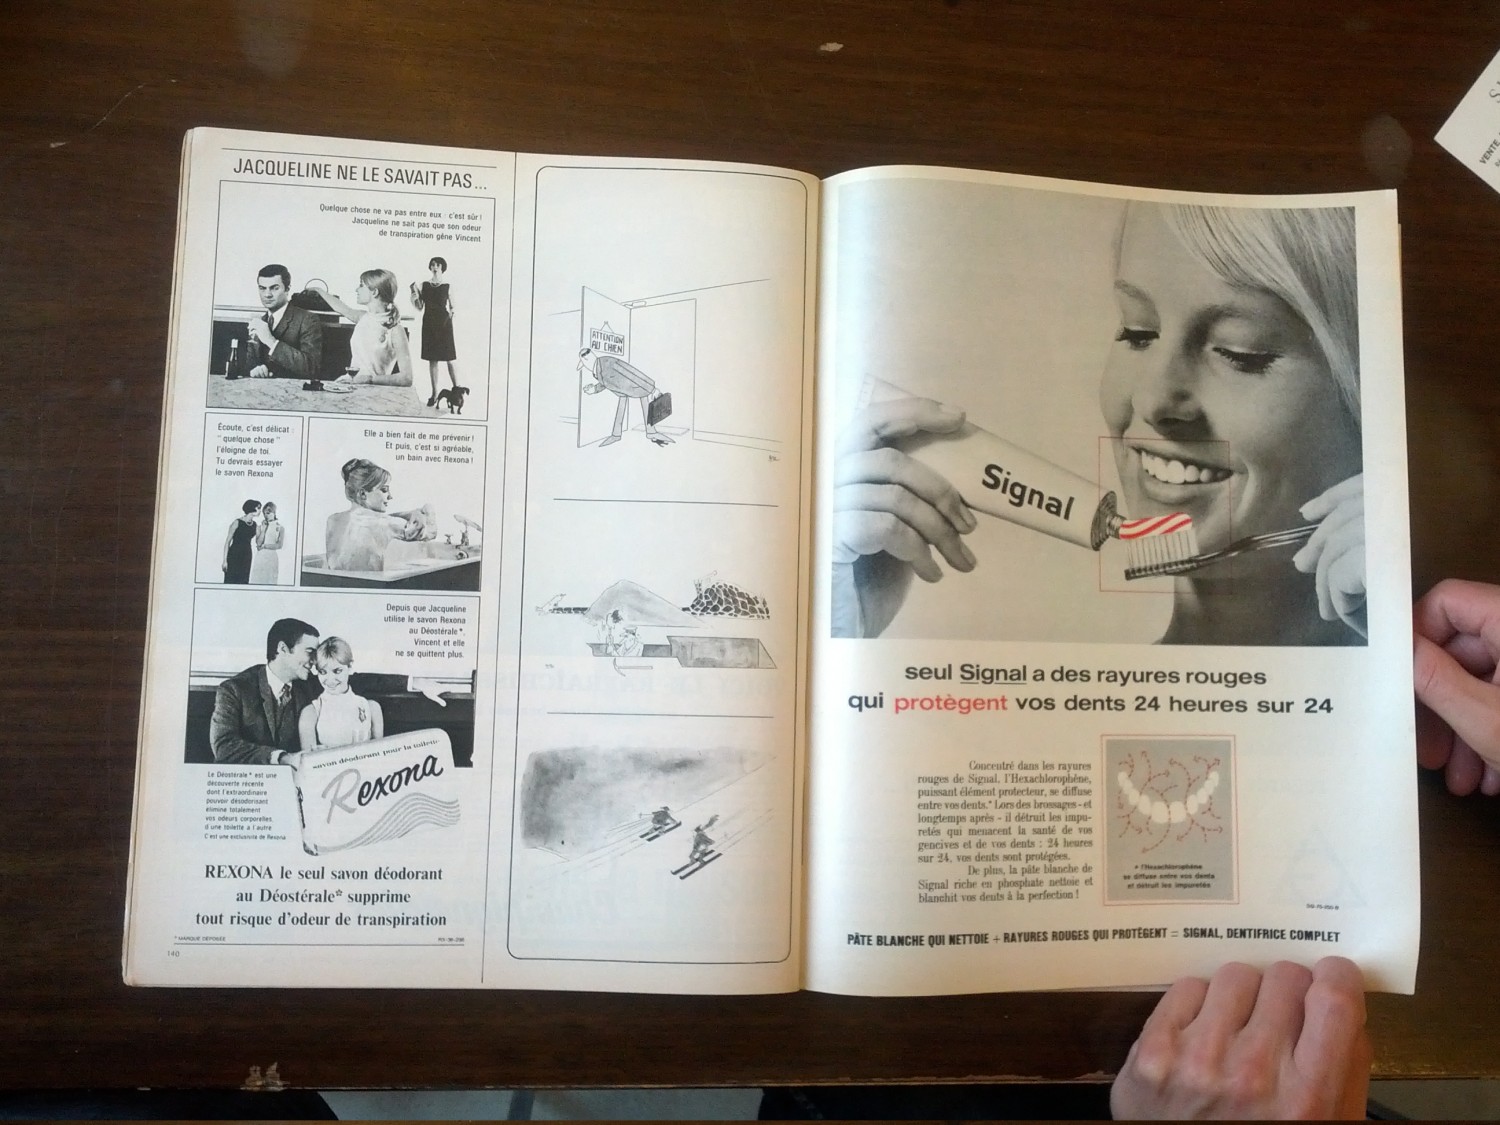 JACQUELINE NE LE SAVAIT PAS...
Quelque chose ne va pas entre eux : c'est sûr !
Jacqueline ne sait pas que son odeur
de transpiration gêne Vincent
Écoute, c'est délicat :
"quelque chose"
l'éloigne de toi.
Tu devrais essayer
le savon Rexona
Elle a bien fait de me prévenir !
Et puis, c'est si agréable,
un bain avec Rexona !
Depuis que Jacqueline
utilise le savon Rexona
au Déostérale*,
Vincent et elle
ne se quittent plus.
savon déodorant pour la toilette
Rexona
Le Déostérale* est une
découverte récente
dont l'extraordinaire
pouvoir désodorisant
élimine totalement
vos odeurs corporelles
d'une toilette à l'autre
C'est une exclusivité de Rexona
REXONA le seul savon déodorant
au Déostérale* supprime
tout risque d'odeur de transpiration
* MARQUE DÉPOSÉE
140
ATTENTION
AU CHIEN
Signal
seul Signal a des rayures rouges
qui protègent vos dents 24 heures sur 24
Concentré dans les rayures
rouges de Signal, l'Hexachlorophène,
puissant élément protecteur, se diffuse
entre vos dents.* Lors des brossages - et
longtemps après - il détruit les impu-
retés qui menacent la santé de vos
gencives et de vos dents : 24 heures
sur 24, vos dents sont protégées.
De plus, la pâte blanche de
Signal riche en phosphate nettoie et
blanchit vos dents à la perfection !
* l'Hexachlorophène
se diffuse entre vos dents
et détruit les impuretés
PÂTE BLANCHE QUI NETTOIE + RAYURES ROUGES QUI PROTÈGENT = SIGNAL, DENTIFRICE COMPLET
VENTE